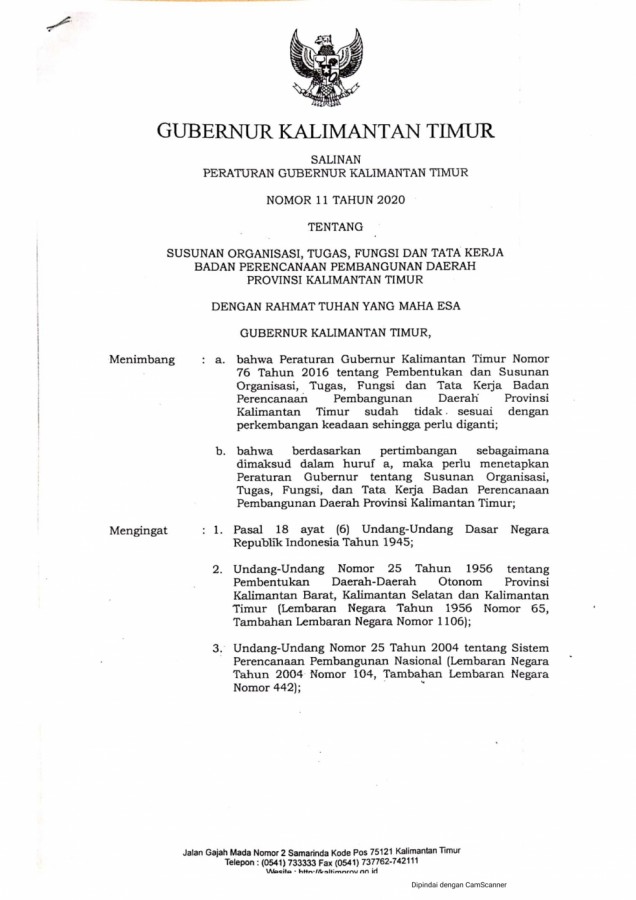 GUBERNUR KALIMANTAN TIMUR
SALINAN
PERATURAN GUBERNUR KALIMANTAN TIMUR
NOMOR 11 TAHUN 2020
TENTANG
SUSUNAN ORGANISASI, TUGAS, FUNGSI DAN TATA KERJA
BADAN PERENCANAAN PEMBANGUNAN DAERAH
PROVINSI KALIMANTAN TIMUR
DENGAN RAHMAT TUHAN YANG MAHA ESA
GUBERNUR KALIMANTAN TIMUR,
Menimbang : a. bahwa Peraturan Gubernur Kalimantan Timur Nomor
76 Tahun 2016 tentang Pembentukan dan Susunan
Organisasi, Tugas, Fungsi dan Tata Kerja Badan
Perencanaan Pembangunan Daerah Provinsi
Kalimantan Timur sudah tidak sesuai dengan
perkembangan keadaan sehingga perlu diganti;
b. bahwa berdasarkan pertimbangan sebagaimana
dimaksud dalam huruf a, maka perlu menetapkan
Peraturan Gubernur tentang Susunan Organisasi,
Tugas, Fungsi, dan Tata Kerja Badan Perencanaan
Pembangunan Daerah Provinsi Kalimantan Timur;
Mengingat : 1. Pasal 18 ayat (6) Undang-Undang Dasar Negara
Republik Indonesia Tahun 1945;
2. Undang-Undang Nomor 25 Tahun 1956 tentang
Pembentukan Daerah-Daerah Otonom Provinsi
Kalimantan Barat, Kalimantan Selatan dan Kalimantan
Timur (Lembaran Negara Tahun 1956 Nomor 65,
Tambahan Lembaran Negara Nomor 1106);
3. Undang-Undang Nomor 25 Tahun 2004 tentang Sistem
Perencanaan Pembangunan Nasional (Lembaran Negara
Tahun 2004 Nomor 104, Tambahan Lembaran Negara
Nomor 442);
Jalan Gajah Mada Nomor 2 Samarinda Kode Pos 75121 Kalimantan Timur
Telepon : (0541) 733333 Fax (0541) 737762-742111
Wesite : http://kaltimprov.go.id
Dipindai dengan CamScanner